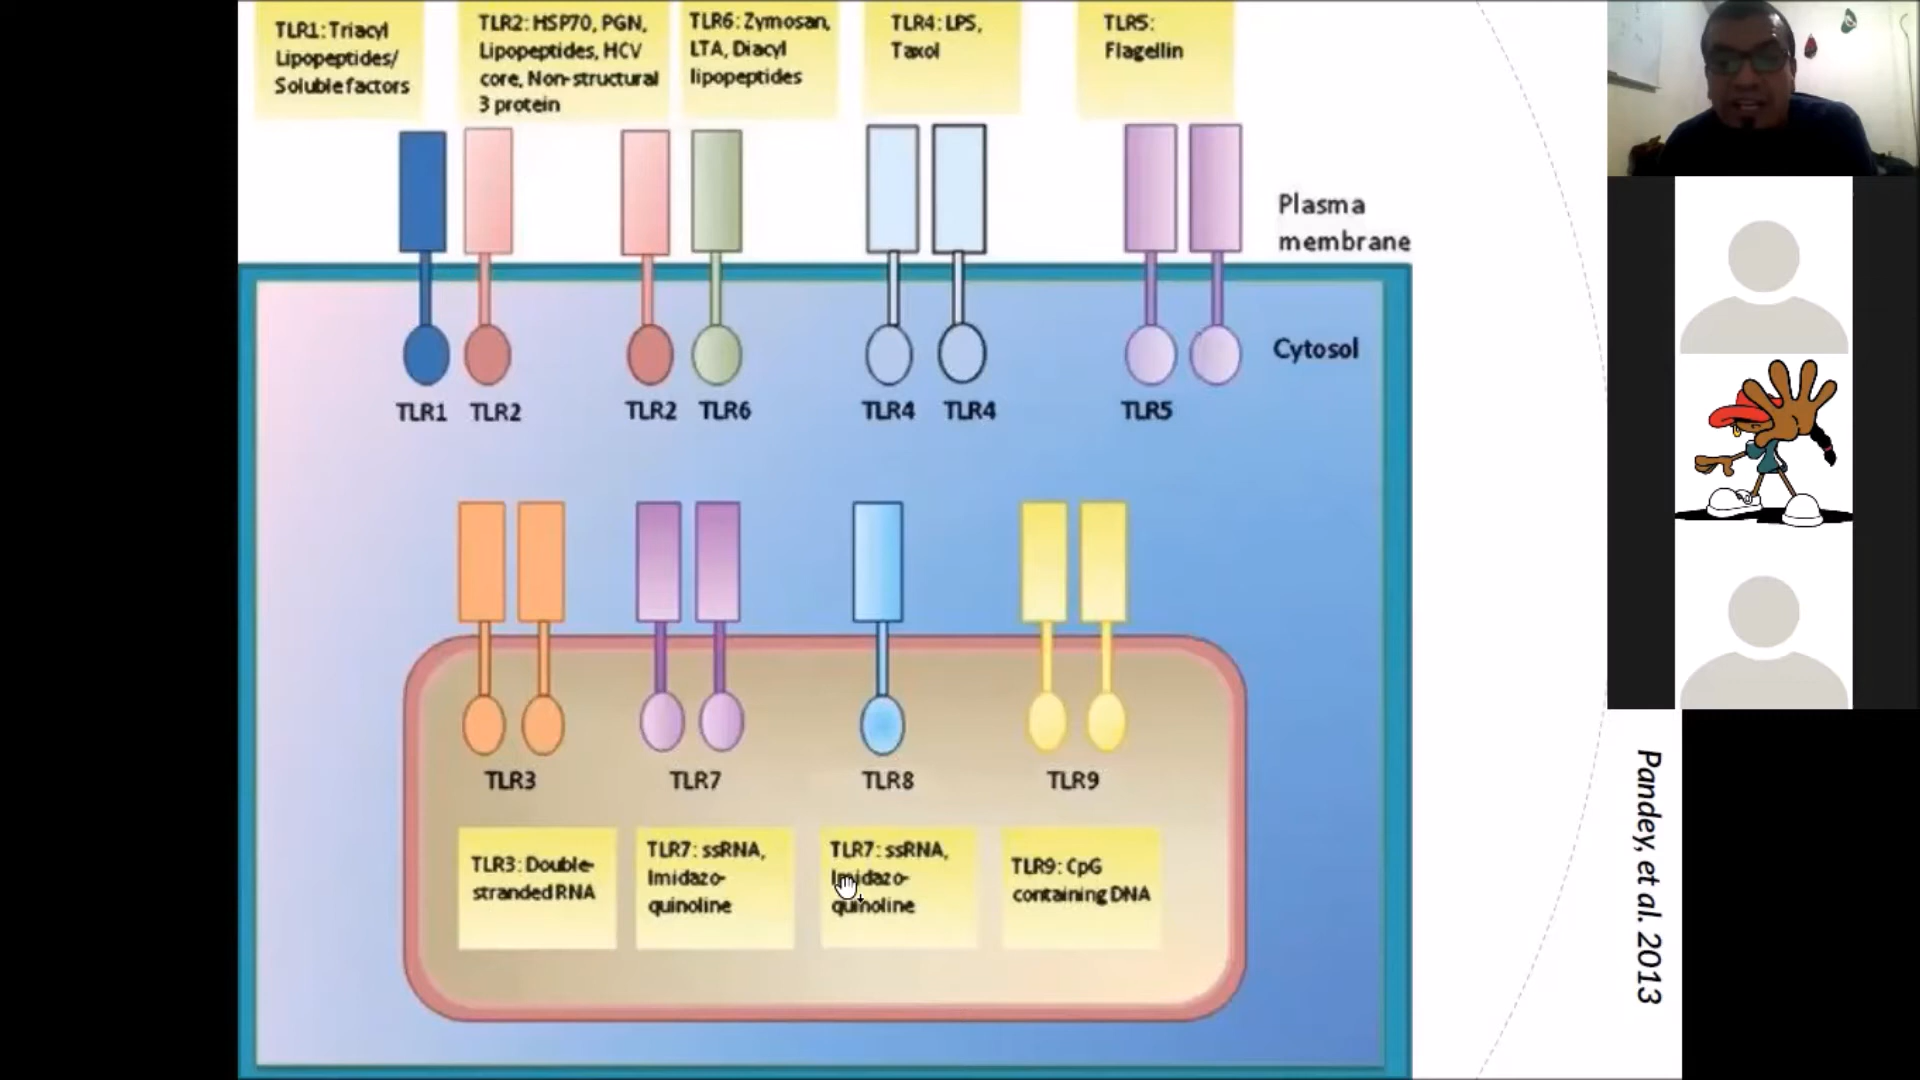 TLR1: Triacyl
Lipopeptides/
Soluble factors
TLR2: HSP70, PGN,
Lipopeptides, HCV
core, Non-structural
3 protein
TLR6: Zymosan,
LTA, Diacyl
lipopeptides
TLR4: LPS,
Taxol
TLR5:
Flagellin
Plasma
membrane
Cytosol
TLR1
TLR2
TLR2
TLR6
TLR4
TLR4
TLR5
TLR3
TLR7
TLR8
TLR9
TLR3: Double-
stranded RNA
TLR7: ssRNA,
Imidazo-
quinoline
TLR7: ssRNA,
Imidazo-
quinoline
TLR9: CpG
containing DNA
Pandey, et al. 2013